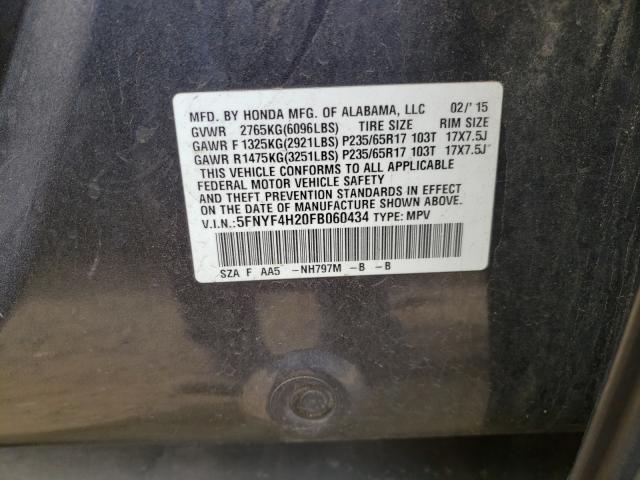 MFD. BY HONDA MFG. OF ALABAMA, LLC 02/'15
GVWR 2765KG(6096LBS) TIRE SIZE RIM SIZE
GAWR F 1325KG(2921LBS) P235/65R17 103T 17X7.5J
GAWR R1475KG(3251LBS) P235/65R17 103T 17X7.5J
THIS VEHICLE CONFORMS TO ALL APPLICABLE
FEDERAL MOTOR VEHICLE SAFETY
AND THEFT PREVENTION STANDARDS IN EFFECT
ON THE DATE OF MANUFACTURE SHOWN ABOVE.
V.I.N.:5FNYF4H20FB060434 TYPE: MPV
SZA F AA5 -NH797M -B -B